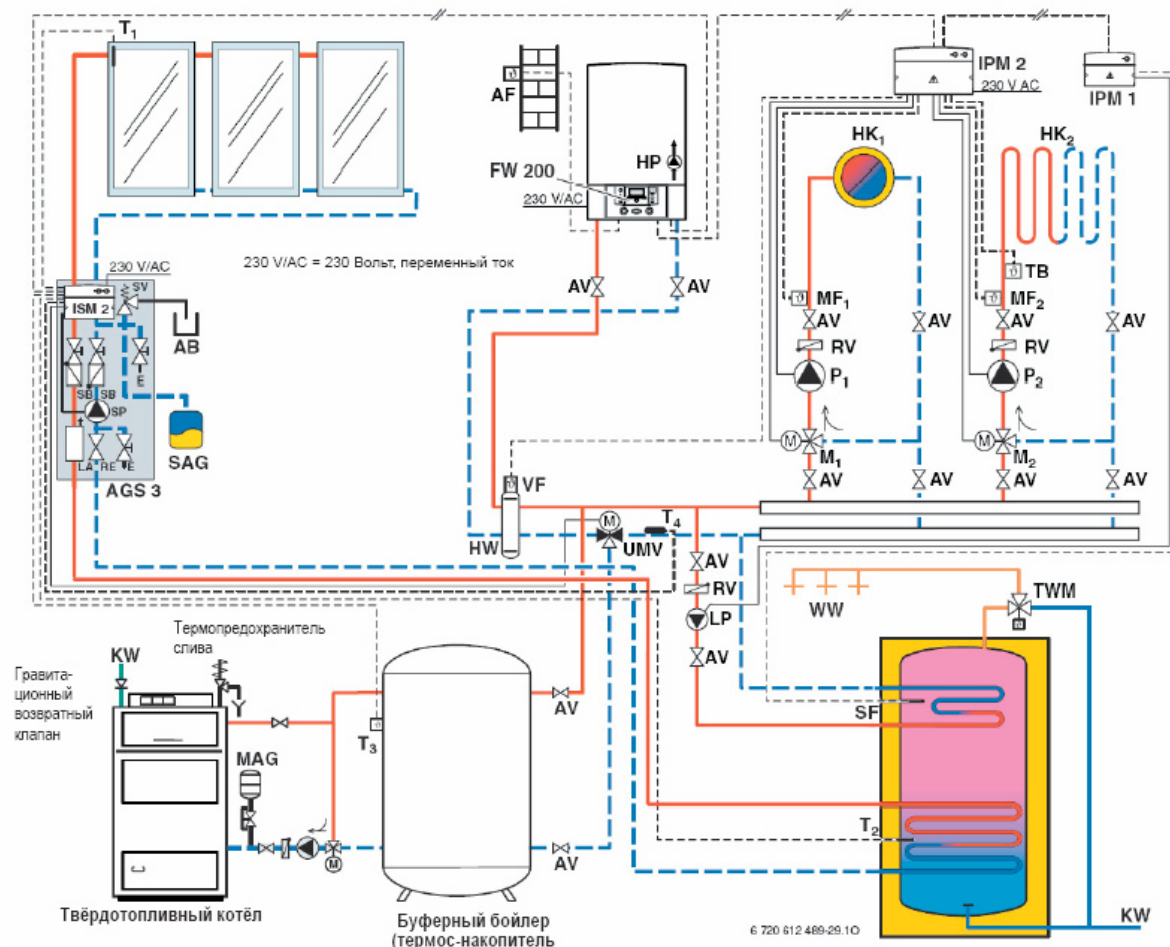 T1
AF
FW 200
230 V/AC
HP
IPM 2
230 V AC
IPM 1
HK1
HK2
230 V/AC = 230 Вольт, переменный ток
230 V/AC
ISM 2
SV
AB
E
SB
SB
SP
LA
RE
E
AGS 3
SAG
AV
AV
MF1
AV
RV
P1
M1
AV
AV
AV
TB
MF2
AV
RV
P2
M2
AV
AV
AV
M
M
VF
HW
M
UMV
T4
AV
RV
LP
AV
WW
TWM
SF
T2
KW
Термопредохранитель
слива
KW
Гравита-
ционный
возвратный
клапан
MAG
M
T3
AV
AV
Твёрдотопливный котёл
Буферный бойлер
(термос-накопитель
6 720 612 489-29.1O